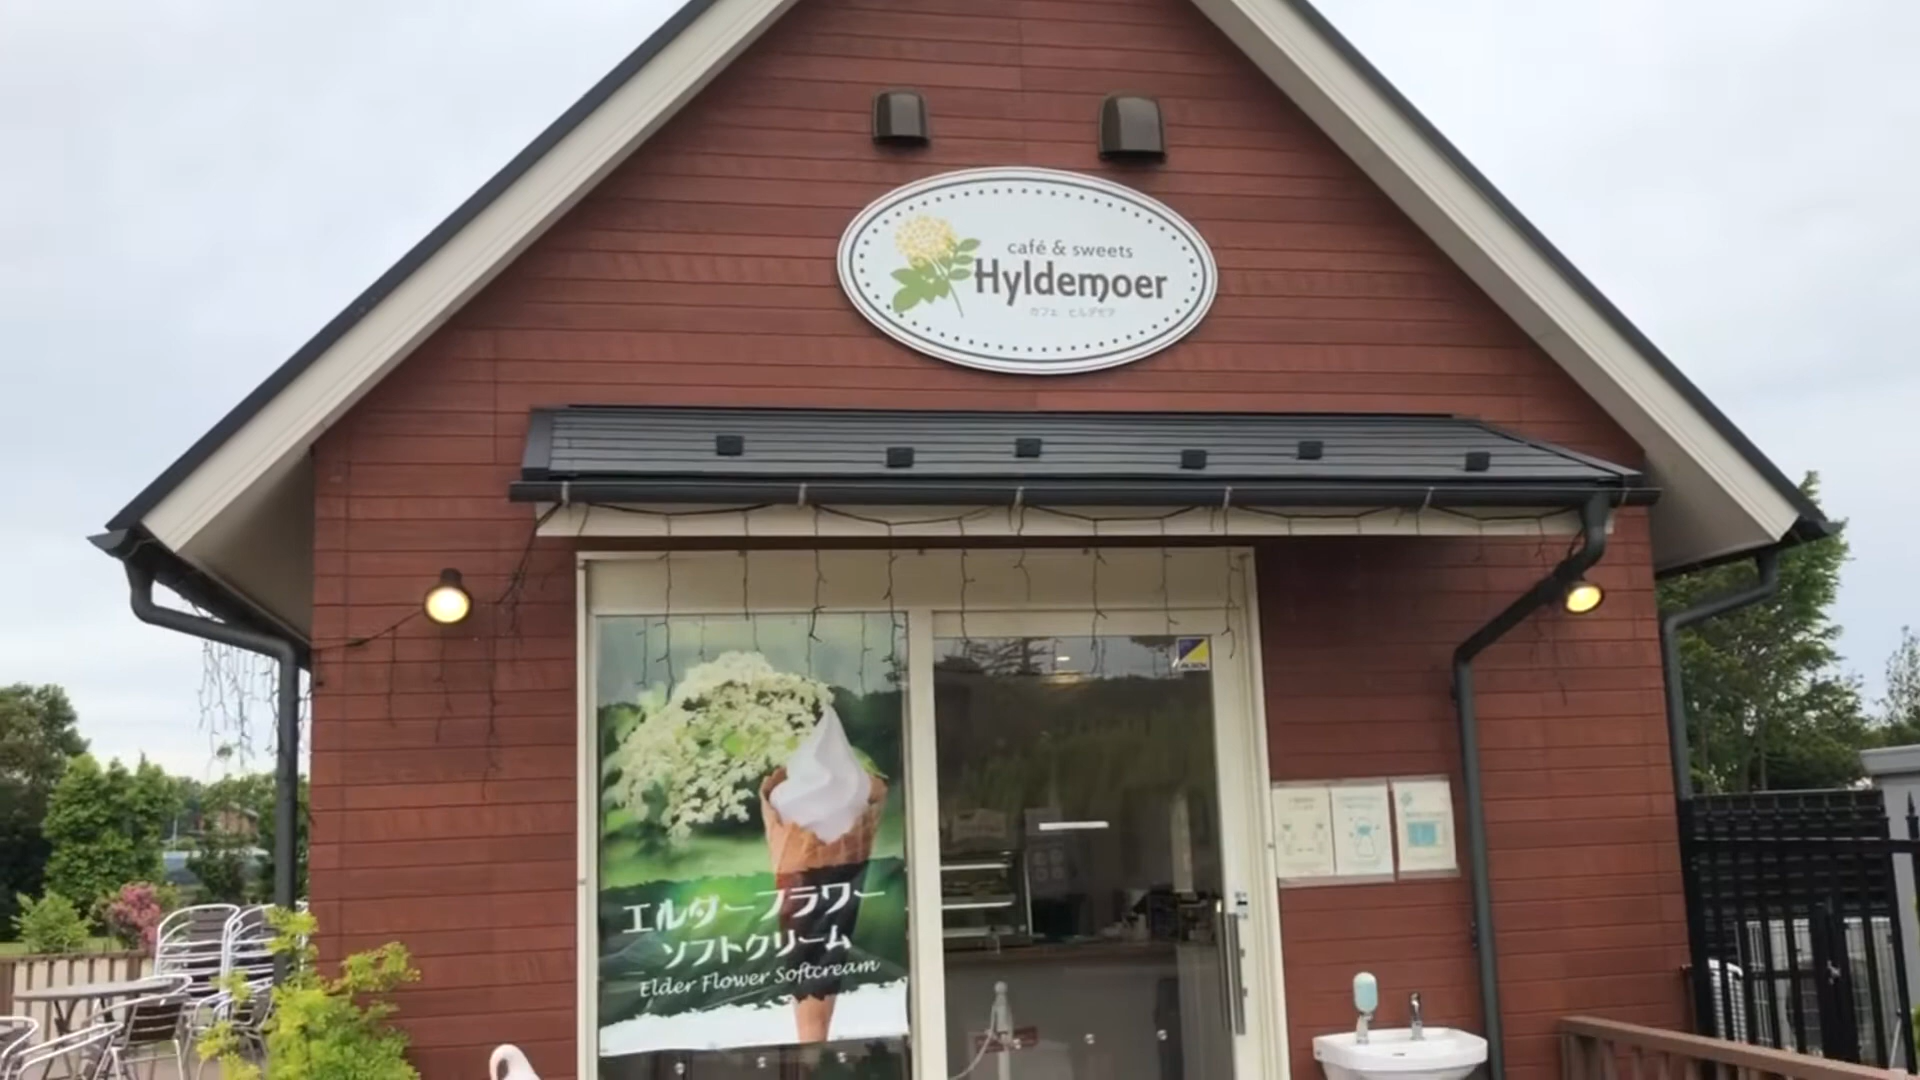 café & sweets
Hyldemoer
カフェ ヒルデモア
エルダーフラワー
ソフトクリーム
Elder Flower Softcream